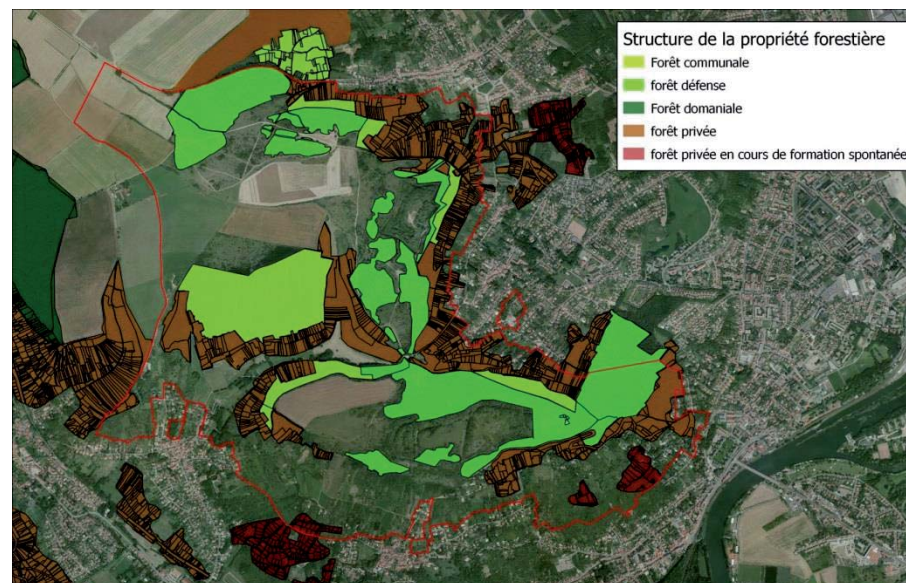 Structure de la propriété forestière
Forêt communale
forêt défense
Forêt domaniale
forêt privée
forêt privée en cours de formation spontanée